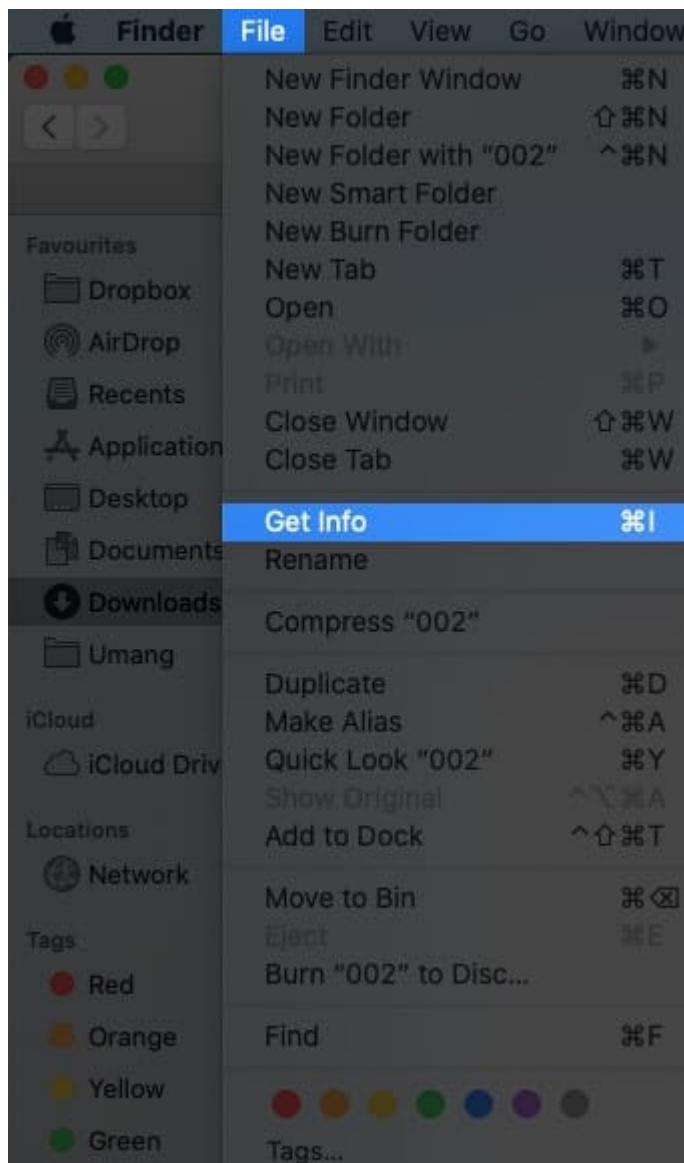 Finder File Edit View Go Window
New Finder Window ⌘N
New Folder ⇧⌘N
New Folder with "002" ^⌘N
New Smart Folder
New Burn Folder
New Tab ⌘T
Open ⌘O
Open With ▶
Print ⌘P
Close Window ⇧⌘W
Close Tab ⌘W
Get Info ⌘I
Rename
Compress "002"
Duplicate ⌘D
Make Alias ^⌘A
Quick Look "002" ⌘Y
Show Original ^⌥⌘A
Add to Dock ^⇧⌘T
Move to Bin ⌘⌫
Eject ⌘E
Burn "002" to Disc...
Find ⌘F
Tags...
Favourites
Dropbox
AirDrop
Recents
Application
Desktop
Documents
Downloads
Umang
iCloud
iCloud Driv
Locations
Network
Tags
Red
Orange
Yellow
Green